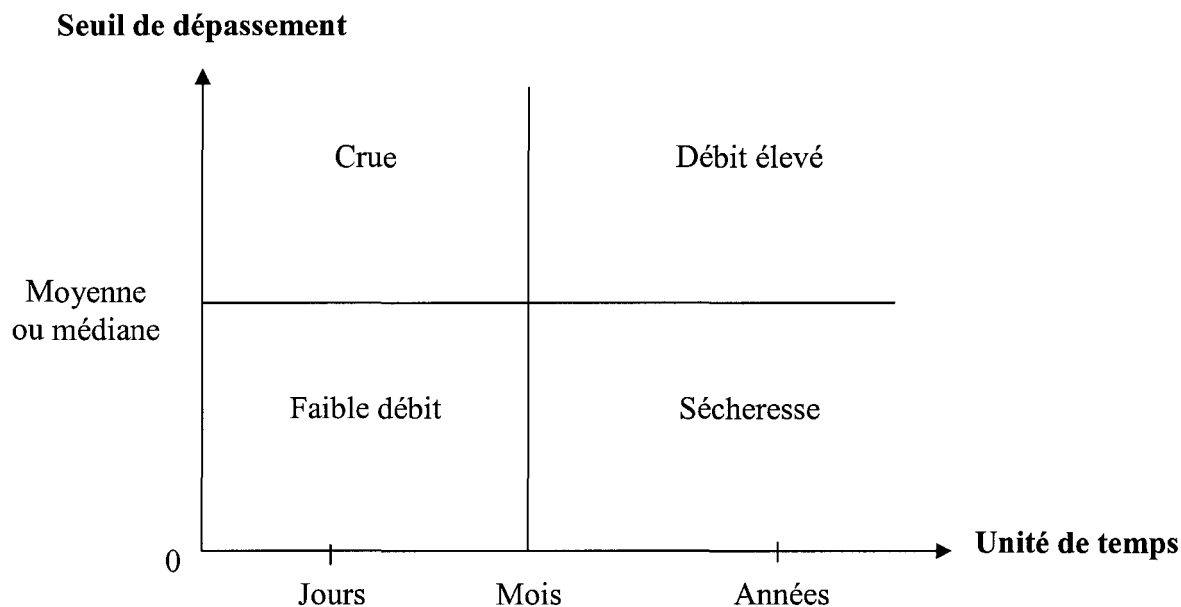 Seuil de dépassement
Crue
Débit élevé
Moyenne
ou médiane
Faible débit
Sécheresse
0
Unité de temps
Jours
Mois
Années